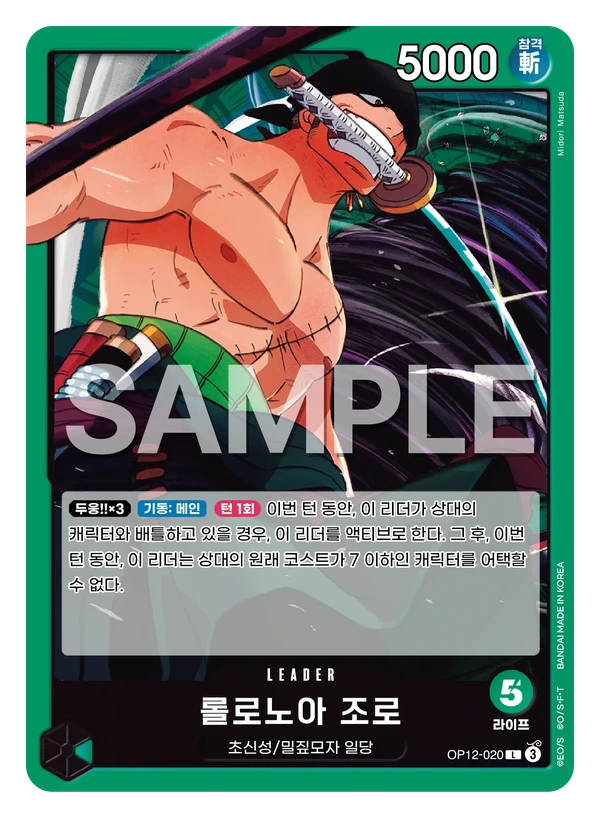 5000
참격
斬
Midori Matsuda
SAMPLE
두웅!!×3 기동: 메인 턴 1회 이번 턴 동안, 이 리더가 상대의
캐릭터와 배틀하고 있을 경우, 이 리더를 액티브로 한다. 그 후, 이번
턴 동안, 이 리더는 상대의 원래 코스트가 7 이하인 캐릭터를 어택할
수 없다.
LEADER
롤로노아 조로
초신성/밀짚모자 일당
5
라이프
OP12-020 L 3
©EO/S ©O/S·F·T BANDAI MADE IN KOREA